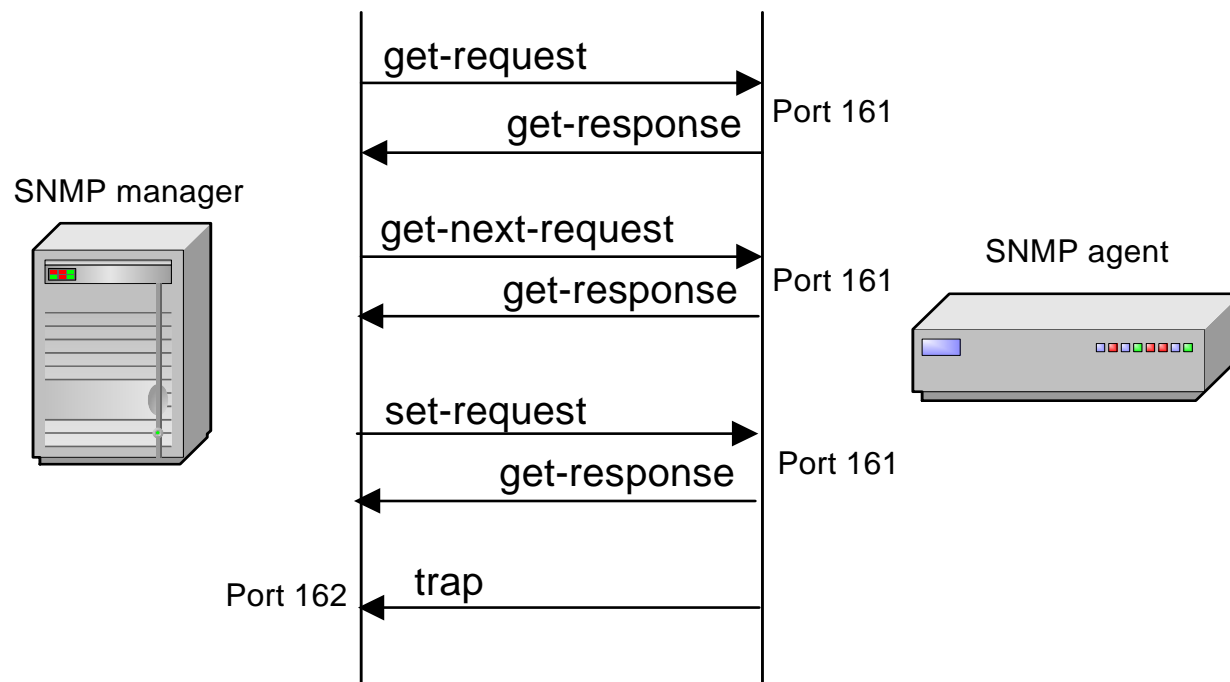 get-request
Port 161
get-response
SNMP manager
get-next-request
SNMP agent
Port 161
get-response
set-request
Port 161
get-response
Port 162
trap